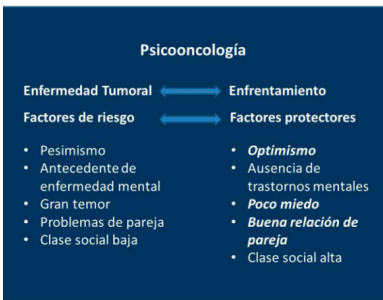 Psicooncología
Enfermedad Tumoral
Enfrentamiento
Factores de riesgo
Factores protectores
• Pesimismo
• Antecedente de
enfermedad mental
• Gran temor
• Problemas de pareja
• Clase social baja
• Optimismo
• Ausencia de
trastornos mentales
• Poco miedo
• Buena relación de
pareja
• Clase social alta